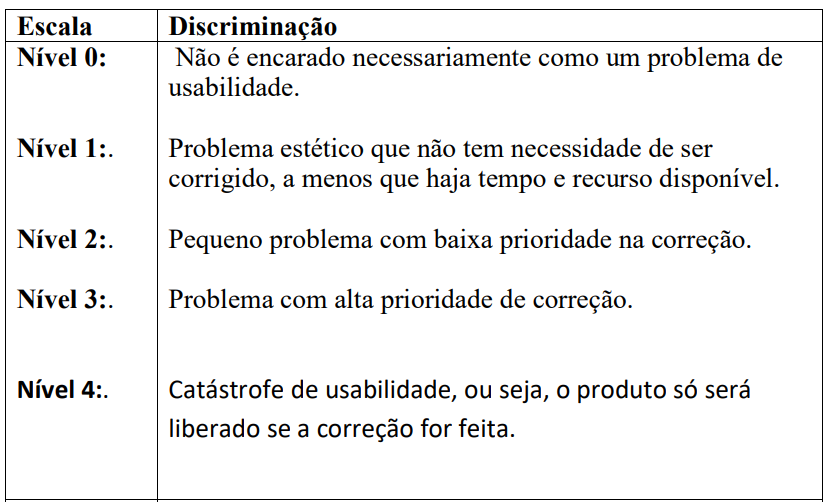 Escala Discriminação
Nível 0: Não é encarado necessariamente como um problema de
usabilidade.
Nível 1:. Problema estético que não tem necessidade de ser
corrigido, a menos que haja tempo e recurso disponível.
Nível 2:. Pequeno problema com baixa prioridade na correção.
Nível 3:. Problema com alta prioridade de correção.
Nível 4:. Catástrofe de usabilidade, ou seja, o produto só será
liberado se a correção for feita.